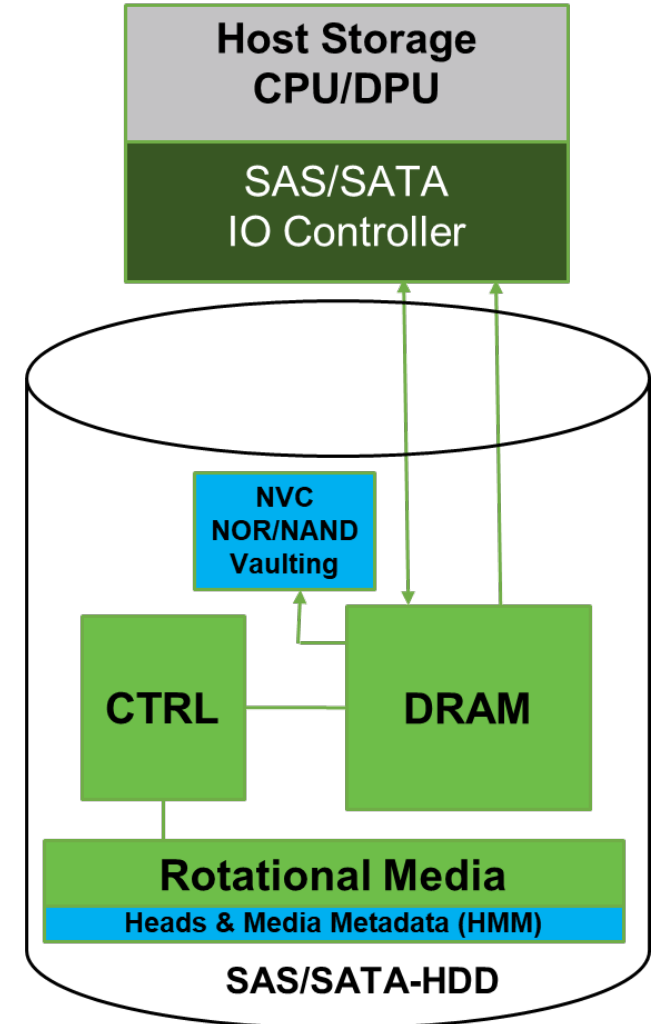 Host Storage
CPU/DPU
SAS/SATA
IO Controller
NVC
NOR/NAND
Vaulting
CTRL
DRAM
Rotational Media
Heads & Media Metadata (HMM)
SAS/SATA-HDD